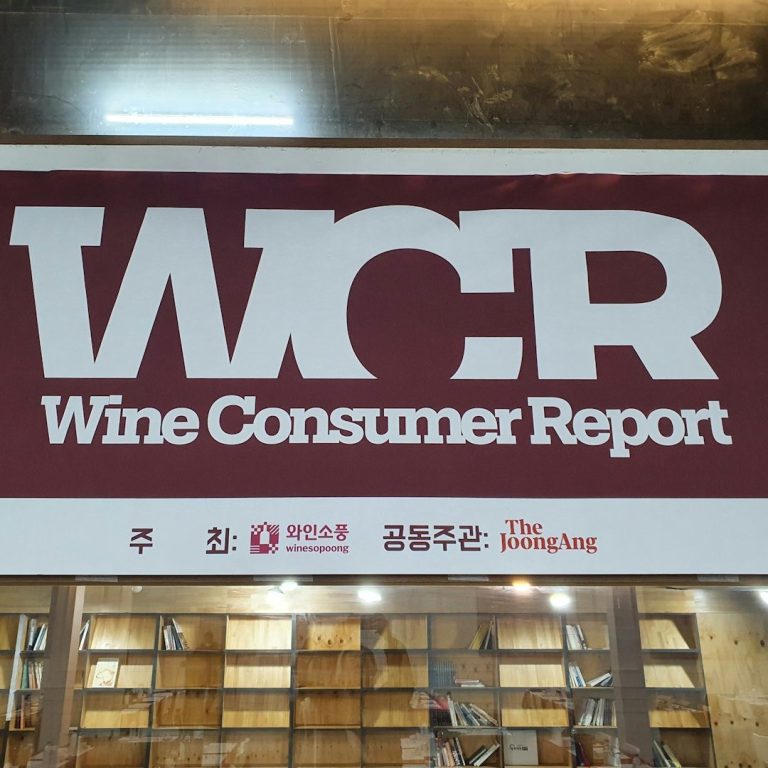 WCR
Wine Consumer Report
주 최: 와인소풍 winesopoong 공동주관: The JoongAng